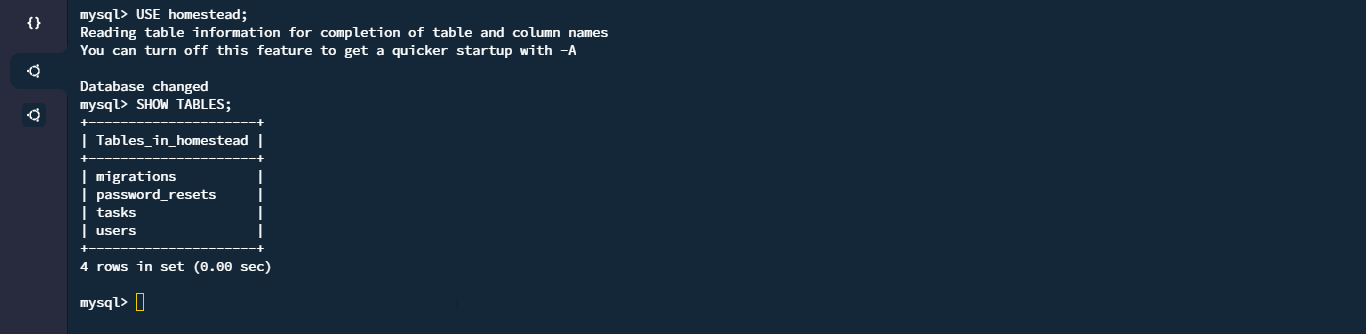 {}
mysql> USE homestead;
Reading table information for completion of table and column names
You can turn off this feature to get a quicker startup with -A
Database changed
mysql> SHOW TABLES;
+---------------------+
| Tables_in_homestead |
+---------------------+
| migrations          |
| password_resets     |
| tasks               |
| users               |
+---------------------+
4 rows in set (0.00 sec)
mysql>